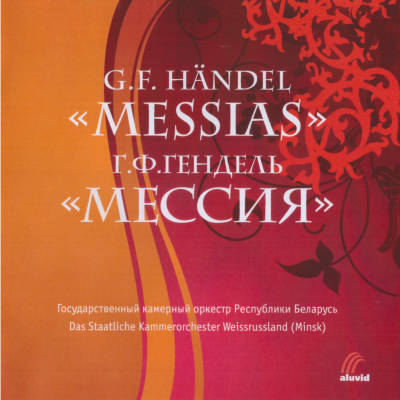 G.F. HÄNDEL
«MESSIAS»
Г.Ф.ГЕНДЕЛЬ
«МЕССИЯ»
Государственный камерный оркестр Республики Беларусь
Das Staatliche Kammerorchester Weissrussland (Minsk)
aluvid